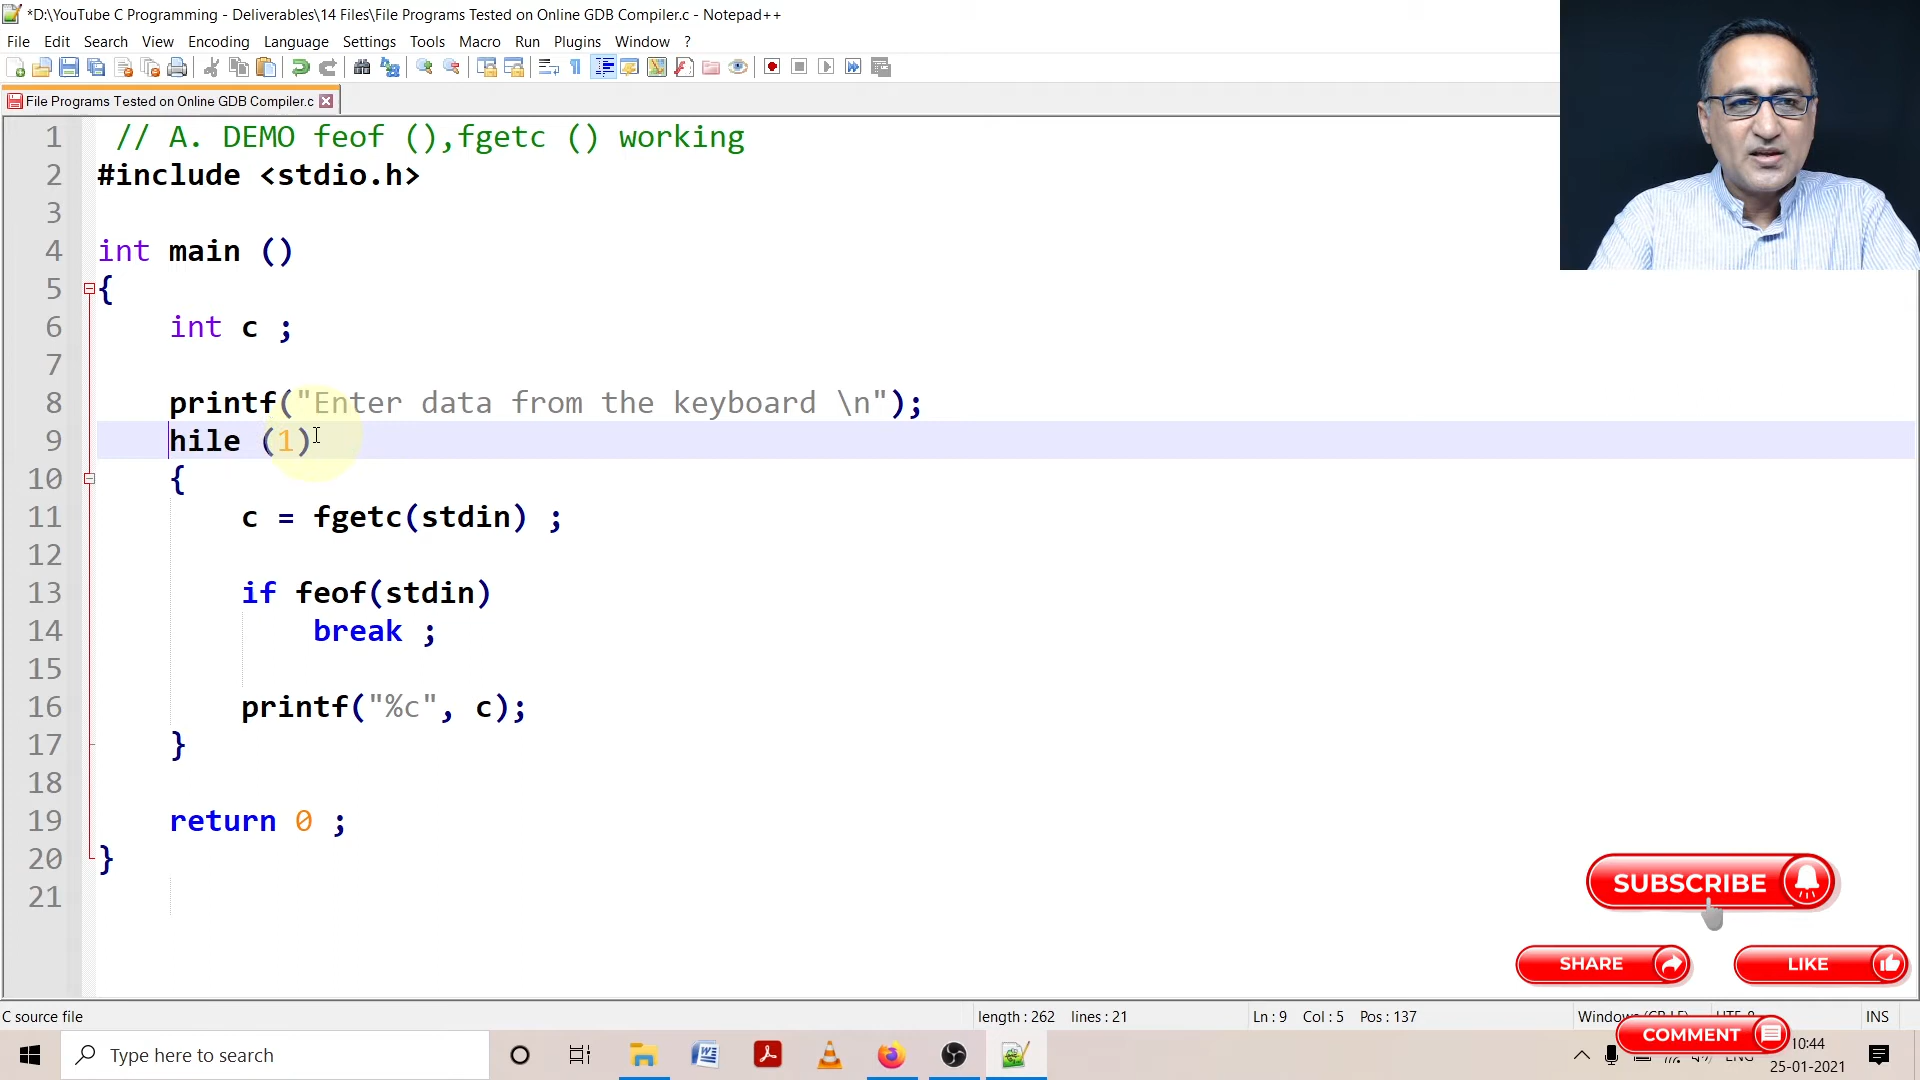 *D:\YouTube C Programming - Deliverables\14 Files\File Programs Tested on Online GDB Compiler.c - Notepad++
File Edit Search View Encoding Language Settings Tools Macro Run Plugins Window ?
File Programs Tested on Online GDB Compiler.c
1 // A. DEMO feof (),fgetc () working
2 #include <stdio.h>
3
4 int main ()
5 {
6 int c ;
7
8 printf("Enter data from the keyboard \n");
9 hile (1)
10 {
11 c = fgetc(stdin) ;
12
13 if feof(stdin)
14 break ;
15
16 printf("%c", c);
17 }
18
19 return 0 ;
20 }
21
SUBSCRIBE
SHARE LIKE
C source file length : 262 lines : 21 Ln : 9 Col : 5 Pos : 137 INS
COMMENT
Type here to search 10:44
25-01-2021